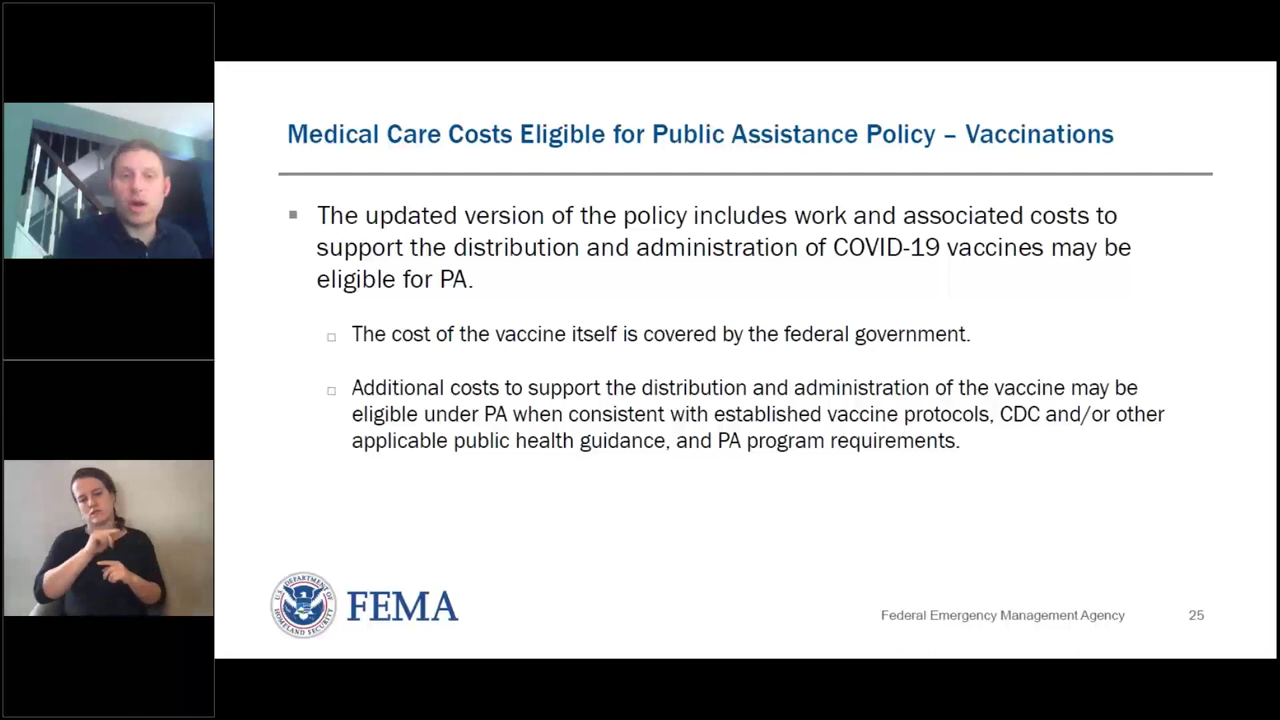 Medical Care Costs Eligible for Public Assistance Policy – Vaccinations
The updated version of the policy includes work and associated costs to
support the distribution and administration of COVID-19 vaccines may be
eligible for PA.
The cost of the vaccine itself is covered by the federal government.
Additional costs to support the distribution and administration of the vaccine may be
eligible under PA when consistent with established vaccine protocols, CDC and/or other
applicable public health guidance, and PA program requirements.
U.S. DEPARTMENT OF HOMELAND SECURITY
FEMA
Federal Emergency Management Agency
25